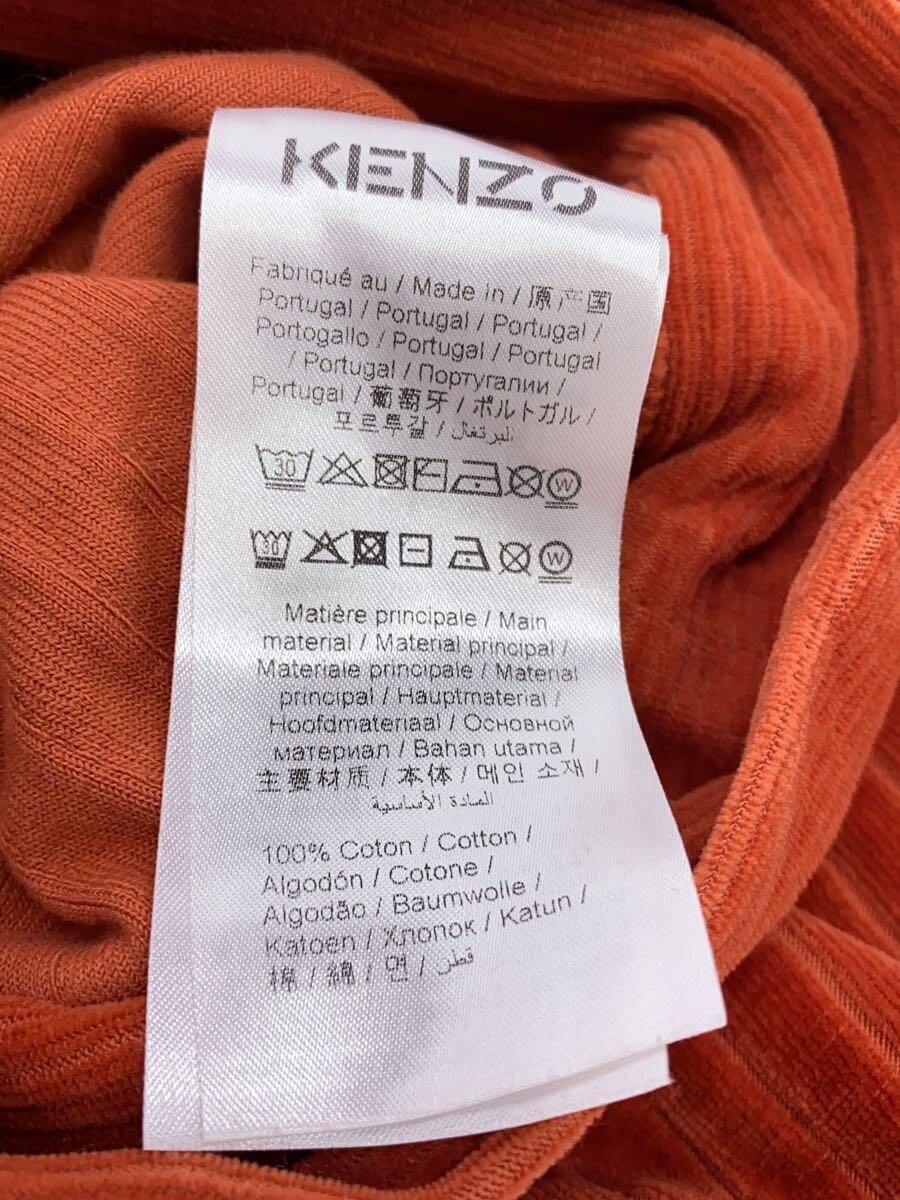 KENZO
Fabriqué au / Made in / 原产国
Portugal / Portugal / Portugal /
Portogallo / Portugal / Portugal
/ Portugal / Португалии /
Portugal / 葡萄牙 / ポルトガル /
포르투갈 / البرتغال
30 W
30 W
Matière principale / Main
material / Material principal /
Materiale principale / Material
principal / Hauptmaterial /
Hoofdmateriaal / Основной
материал / Bahan utama /
主要材质 / 本体 / 메인 소재 /
المادة الأساسية
100% Coton / Cotton /
Algodón / Cotone /
Algodão / Baumwolle /
Katoen / Хлопок / Katun /
棉 / 綿 / 면 / قطن